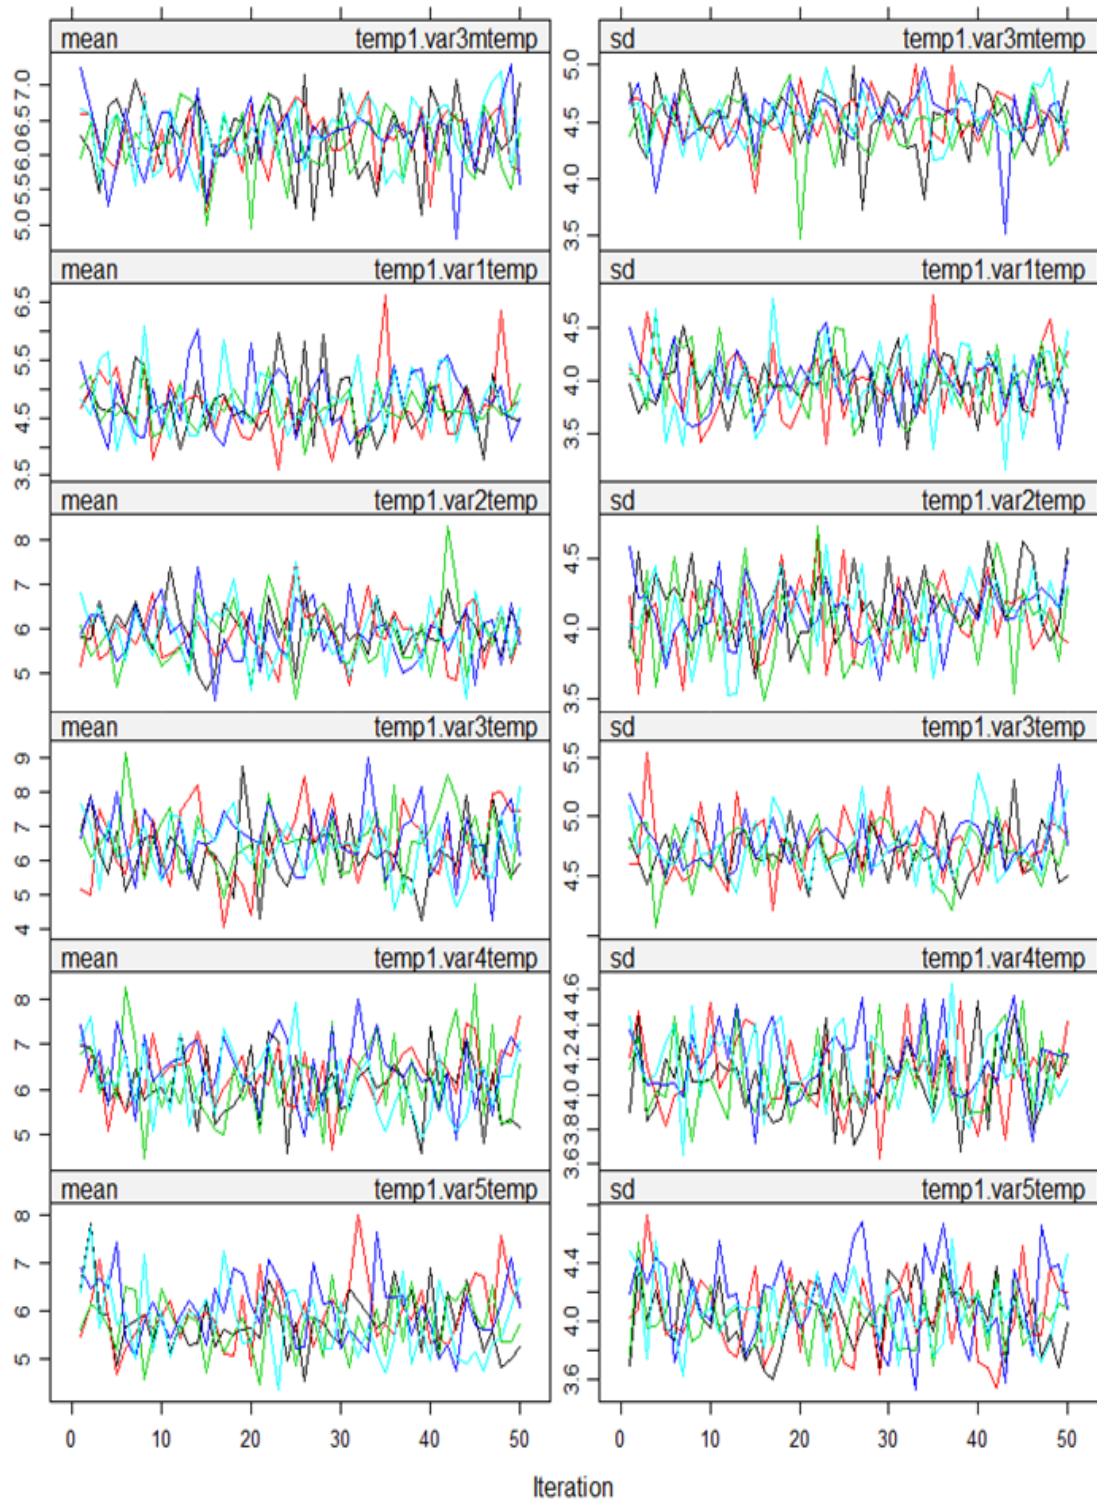 mean temp1.var3mtemp sd temp1.var3mtemp
5.0 5.5 6.0 6.5 7.0
3.5 4.0 4.5 5.0
mean temp1.var1temp sd temp1.var1temp
3.5 4.5 5.5 6.5
3.5 4.0 4.5
mean temp1.var2temp sd temp1.var2temp
5 6 7 8
3.5 4.0 4.5
mean temp1.var3temp sd temp1.var3temp
4 5 6 7 8 9
4.5 5.0 5.5
mean temp1.var4temp sd temp1.var4temp
5 6 7 8
3.6 3.8 4.0 4.2 4.4 4.6
mean temp1.var5temp sd temp1.var5temp
5 6 7 8
3.6 4.0 4.4
0 10 20 30 40 50 0 10 20 30 40 50
Iteration